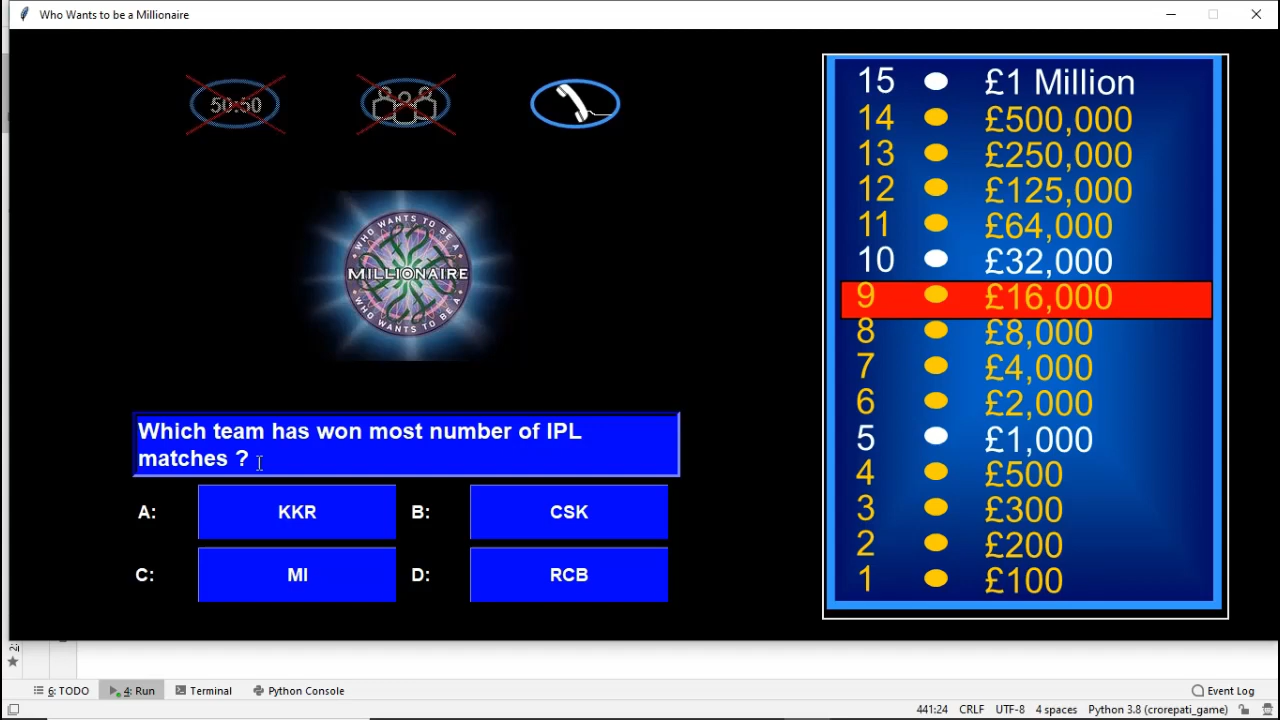 Who Wants to be a Millionaire
50:50
WHO WANTS TO BE A
MILLIONAIRE
WHO WANTS TO BE A
Which team has won most number of IPL
matches ?
A: KKR B: CSK
C: MI D: RCB
15 £1 Million
14 £500,000
13 £250,000
12 £125,000
11 £64,000
10 £32,000
9 £16,000
8 £8,000
7 £4,000
6 £2,000
5 £1,000
4 £500
3 £300
2 £200
1 £100
6: TODO 4: Run Terminal Python Console Event Log
441:24 CRLF UTF-8 4 spaces Python 3.8 (crorepati_game)